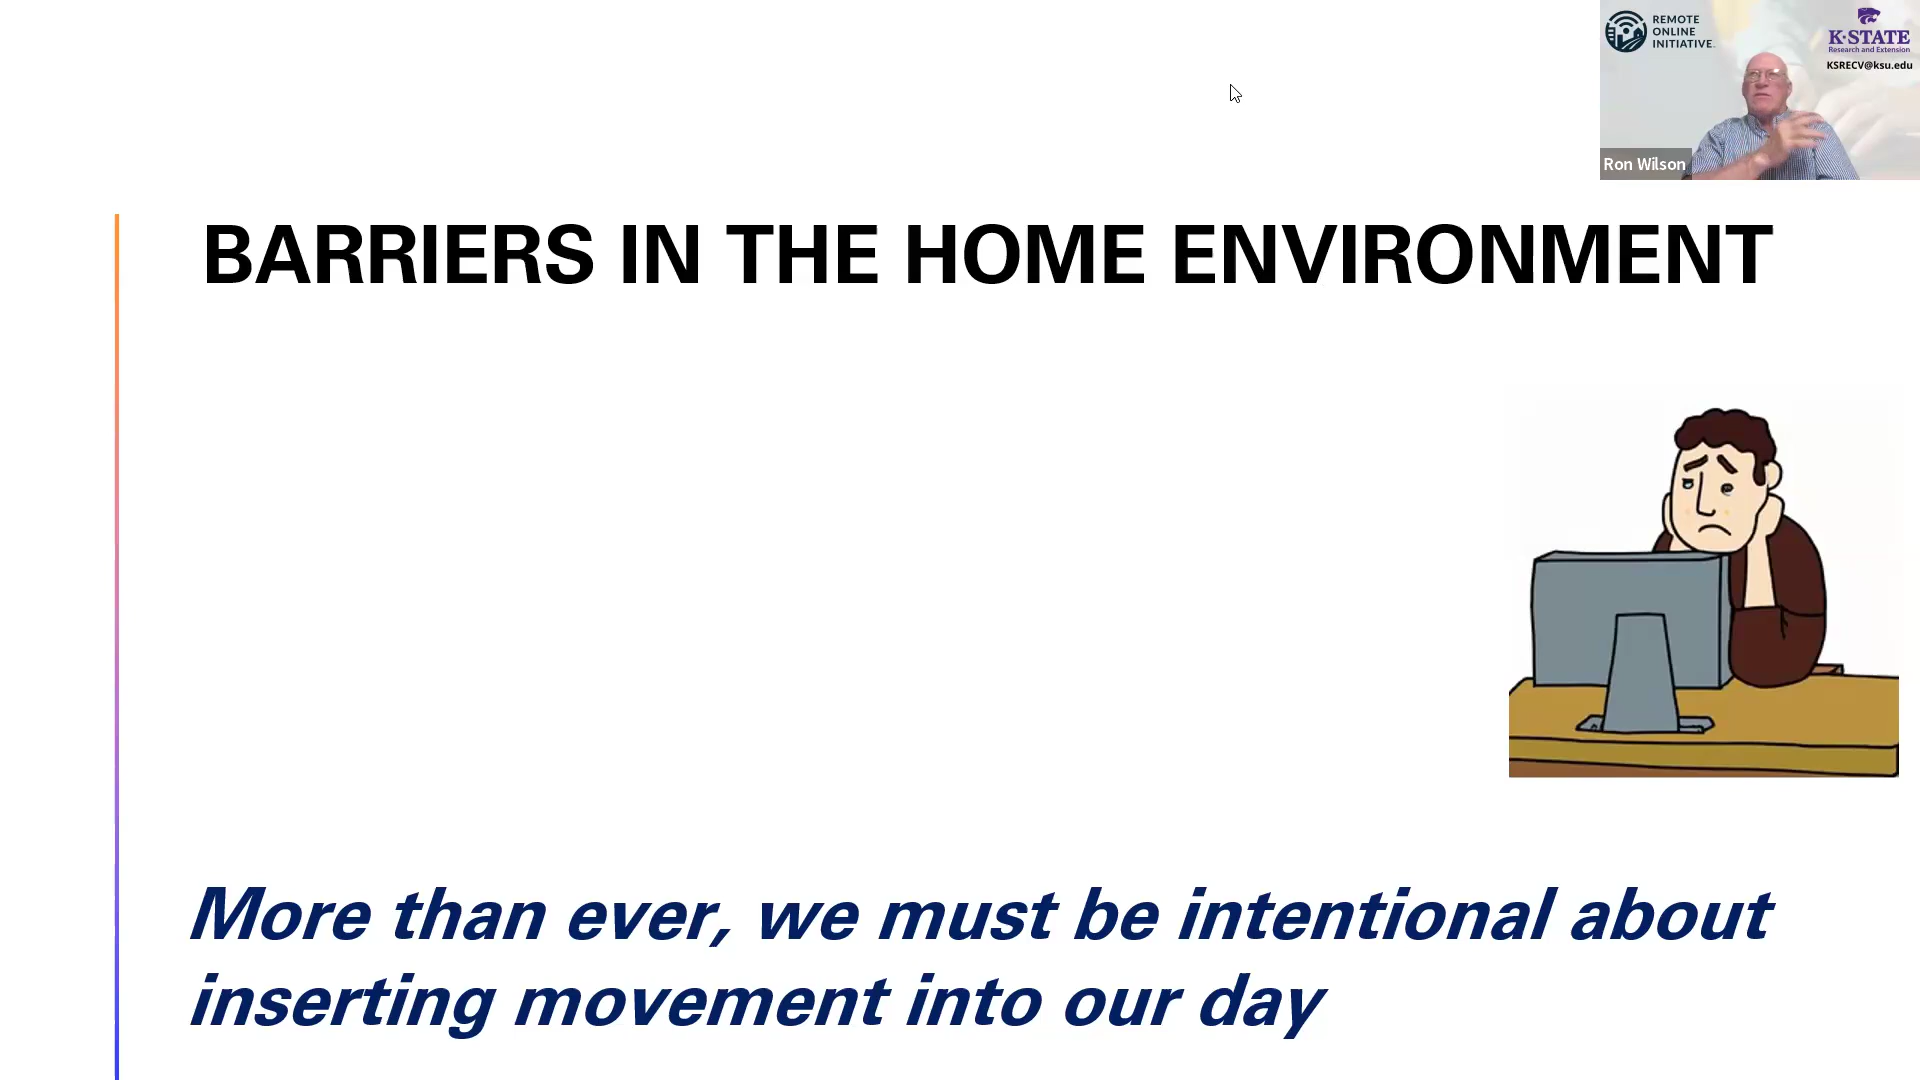 REMOTE
ONLINE
INITIATIVE
K-STATE
Research and Extension
KSRECV@ksu.edu
Ron Wilson
BARRIERS IN THE HOME ENVIRONMENT
More than ever, we must be intentional about
inserting movement into our day